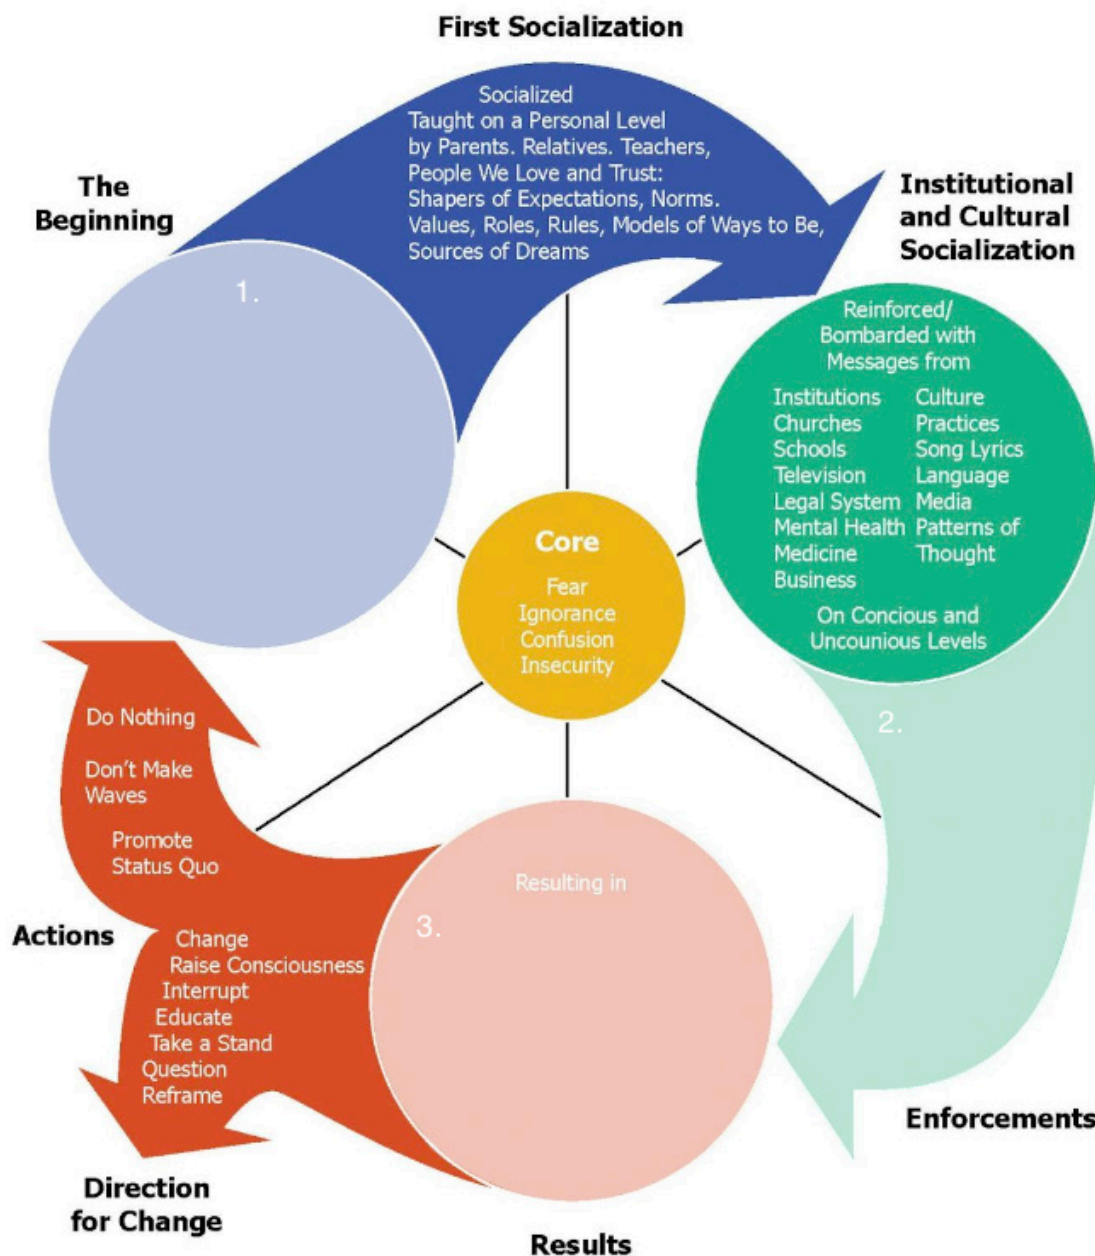 First Socialization
Socialized
Taught on a Personal Level
by Parents. Relatives. Teachers,
People We Love and Trust:
Shapers of Expectations, Norms.
Values, Roles, Rules, Models of Ways to Be,
Sources of Dreams
The
Beginning
1.
Institutional
and Cultural
Socialization
Reinforced/
Bombarded with
Messages from
Institutions Culture
Churches Practices
Schools Song Lyrics
Television Language
Legal System Media
Mental Health Patterns of
Medicine Thought
Business
On Concious and
Uncounious Levels
Core
Fear
Ignorance
Confusion
Insecurity
2.
Enforcements
Resulting in
3.
Results
Do Nothing
Don't Make
Waves
Promote
Status Quo
Actions
Change
Raise Consciousness
Interrupt
Educate
Take a Stand
Question
Reframe
Direction
for Change